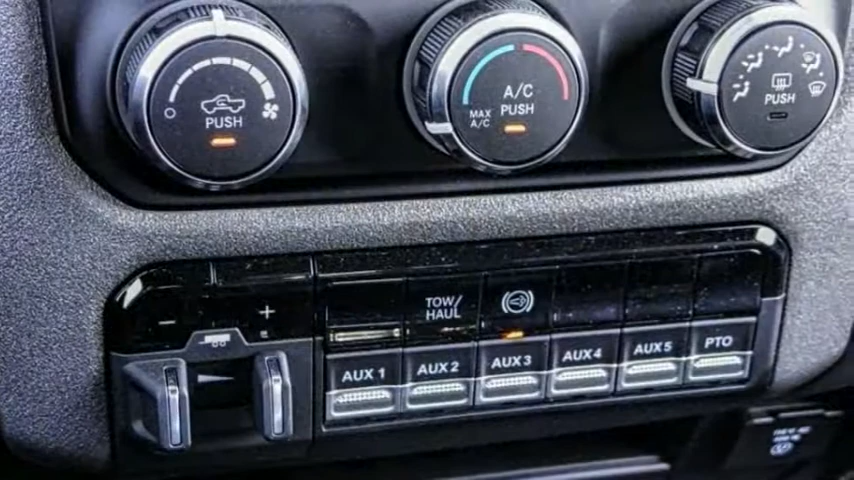 PUSH
A/C
PUSH
MAX
A/C
PUSH
- +
TOW/
HAUL
AUX 1 AUX 2 AUX 3 AUX 4 AUX 5 PTO